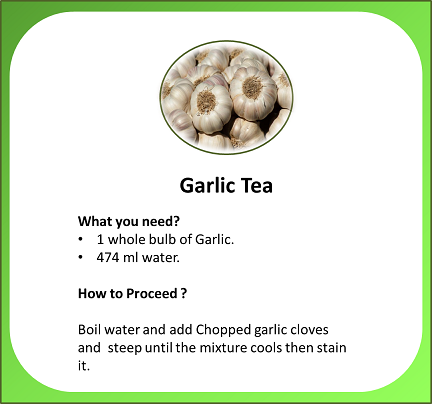 Garlic Tea
What you need?
• 1 whole bulb of Garlic.
• 474 ml water.
How to Proceed ?
Boil water and add Chopped garlic cloves
and steep until the mixture cools then stain
it.